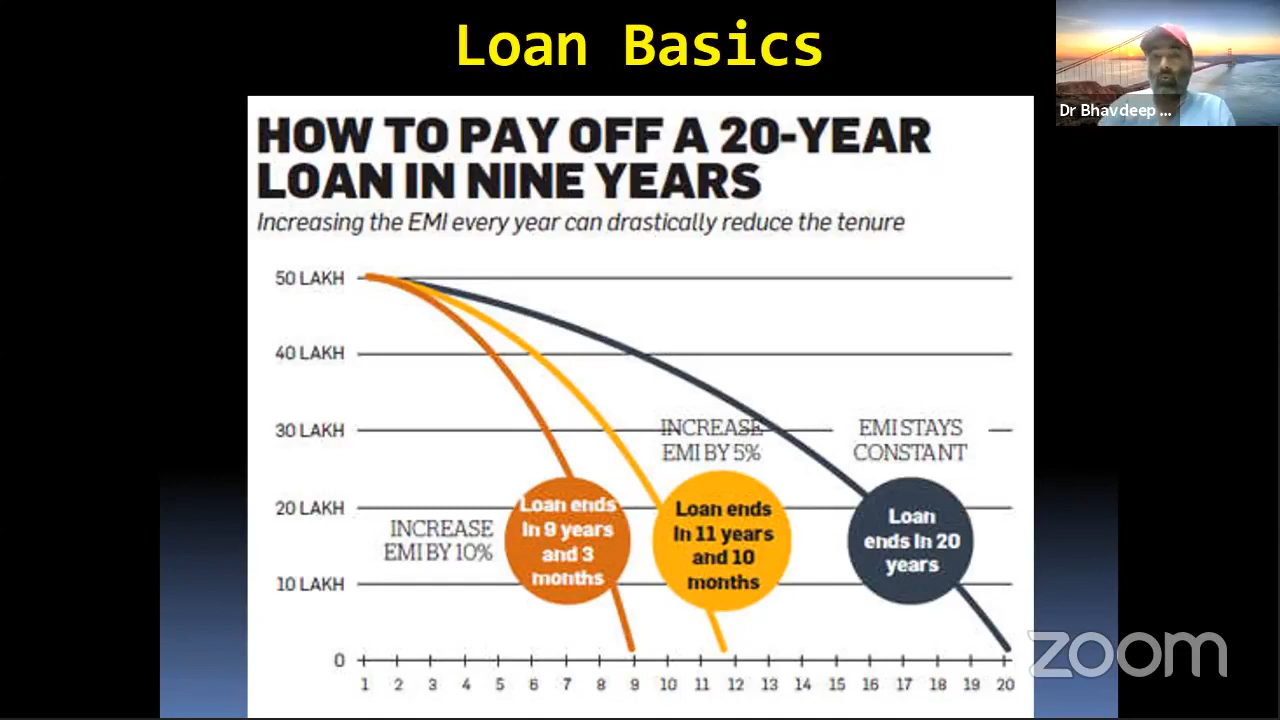 Loan Basics
Dr Bhavdeep ...
HOW TO PAY OFF A 20-YEAR
LOAN IN NINE YEARS
Increasing the EMI every year can drastically reduce the tenure
50 LAKH
40 LAKH
30 LAKH
20 LAKH
10 LAKH
0
INCREASE
EMI BY 10%
Loan ends
in 9 years
and 3
months
INCREASE
EMI BY 5%
Loan ends
in 11 years
and 10
months
EMI STAYS
CONSTANT
Loan
ends in 20
years
1 2 3 4 5 6 7 8 9 10 11 12 13 14 15 16 17 18 19 20
zoom